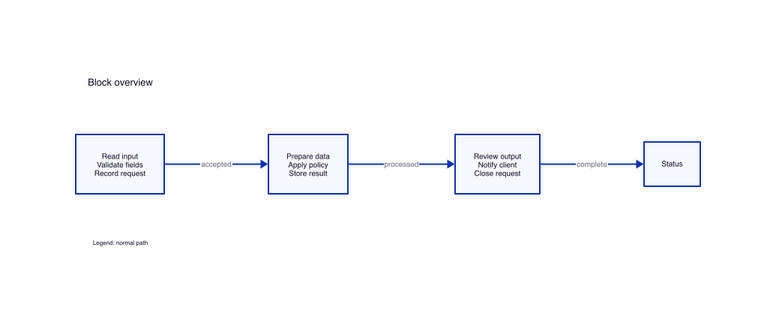 Block overview
Read input
Validate fields
Record request
accepted
Prepare data
Apply policy
Store result
processed
Review output
Notify client
Close request
complete
Status
Legend: normal path